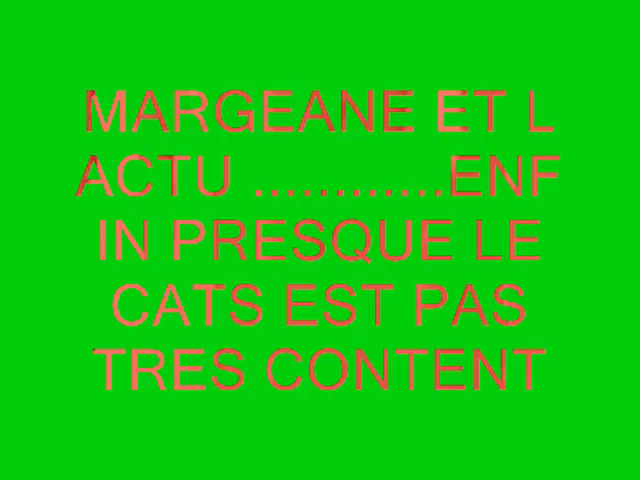 MARGEANE ET L
ACTU ............ENF
IN PRESQUE LE
CATS EST PAS
TRES CONTENT